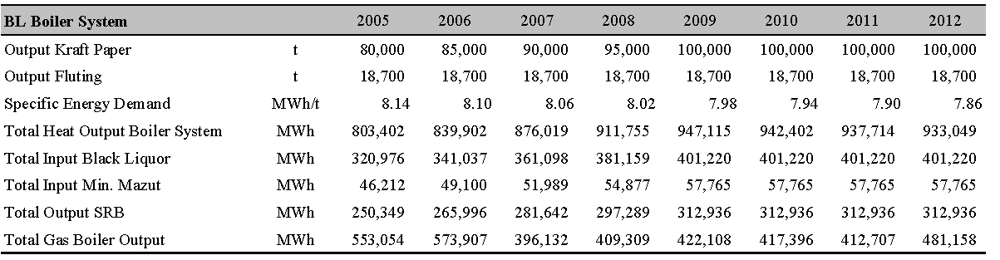 BL Boiler System 2005 2006 2007 2008 2009 2010 2011 2012
Output Kraft Paper t 80,000 85,000 90,000 95,000 100,000 100,000 100,000 100,000
Output Fluting t 18,700 18,700 18,700 18,700 18,700 18,700 18,700 18,700
Specific Energy Demand MWh/t 8.14 8.10 8.06 8.02 7.98 7.94 7.90 7.86
Total Heat Output Boiler System MWh 803,402 839,902 876,019 911,755 947,115 942,402 937,714 933,049
Total Input Black Liquor MWh 320,976 341,037 361,098 381,159 401,220 401,220 401,220 401,220
Total Input Min. Mazut MWh 46,212 49,100 51,989 54,877 57,765 57,765 57,765 57,765
Total Output SRB MWh 250,349 265,996 281,642 297,289 312,936 312,936 312,936 312,936
Total Gas Boiler Output MWh 553,054 573,907 396,132 409,309 422,108 417,396 412,707 481,158